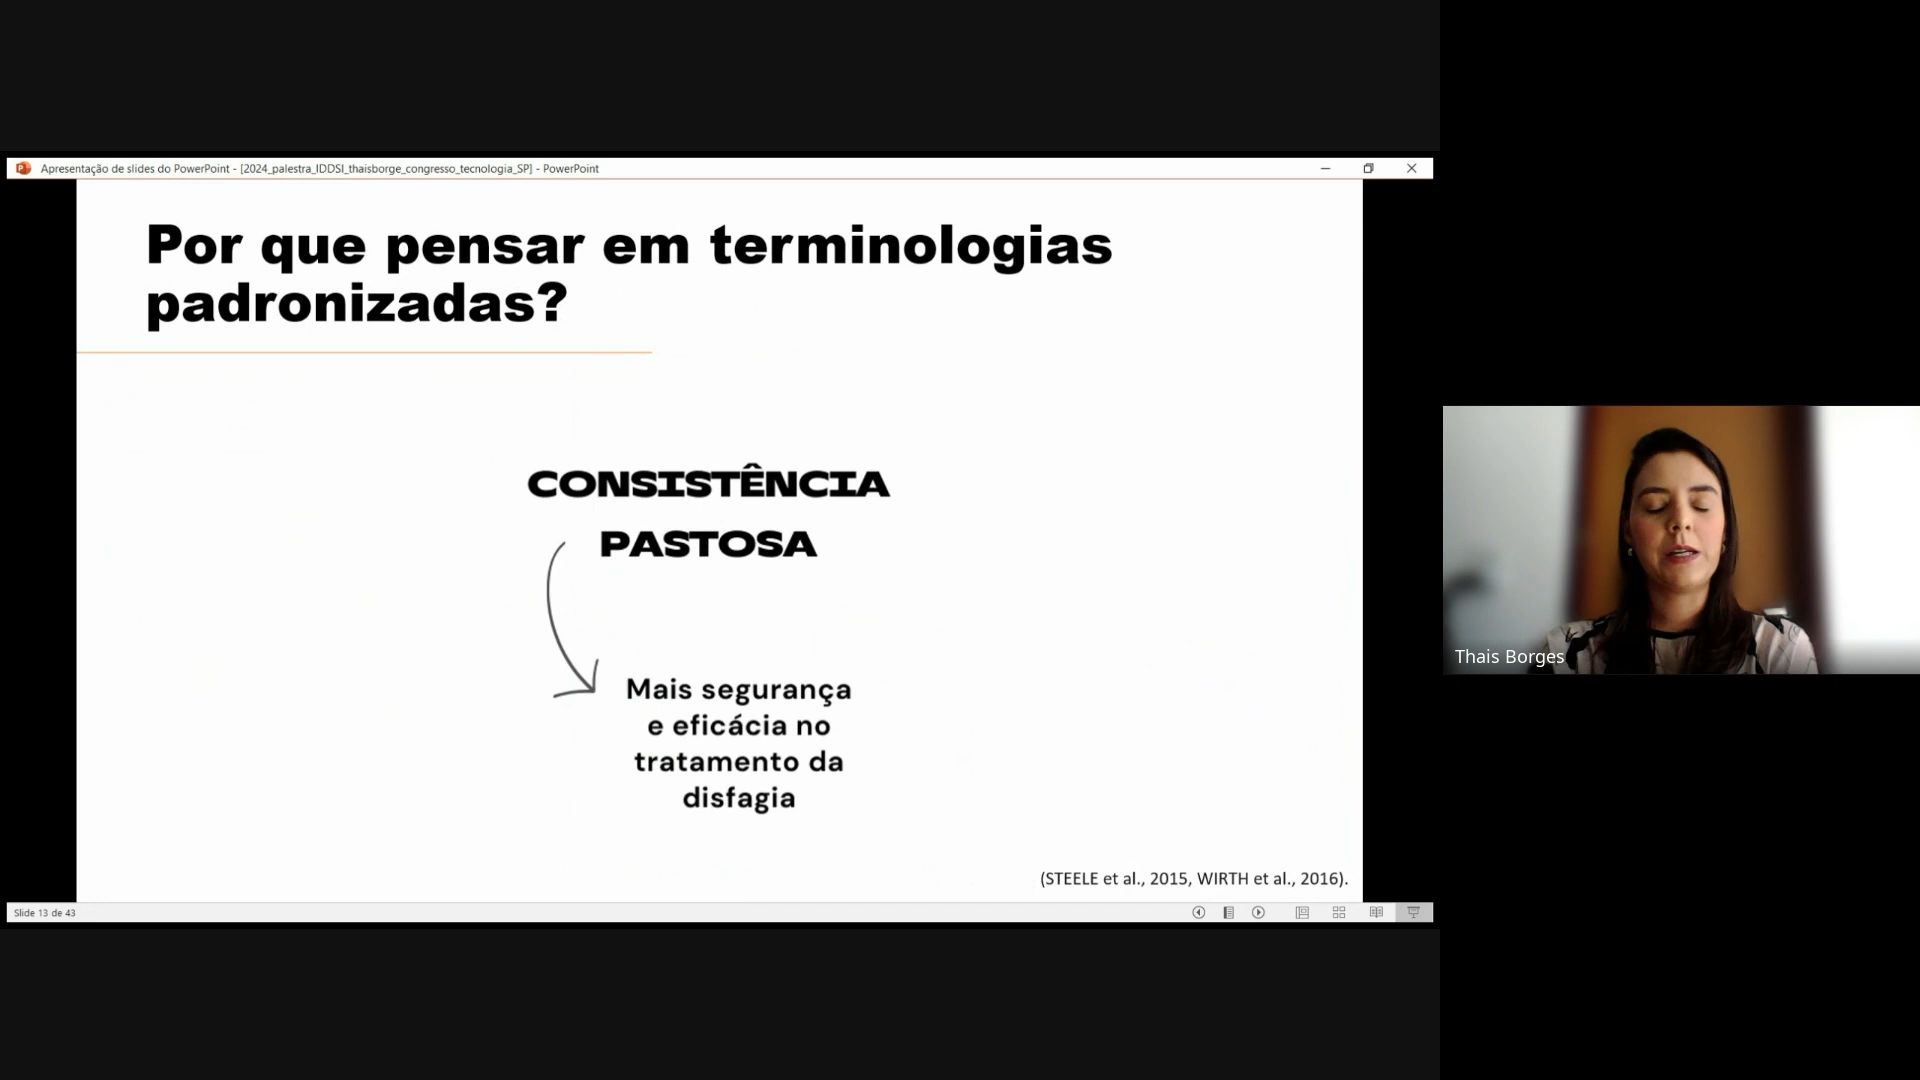 Apresentação de slides do PowerPoint - [2024_palestra_IDDSI_thaisborge_congresso_tecnologia_SP] - PowerPoint
Por que pensar em terminologias
padronizadas?
CONSISTÊNCIA
PASTOSA
Mais segurança
e eficácia no
tratamento da
disfagia
(STEELE et al., 2015, WIRTH et al., 2016).
Slide 13 de 43
Thais Borges